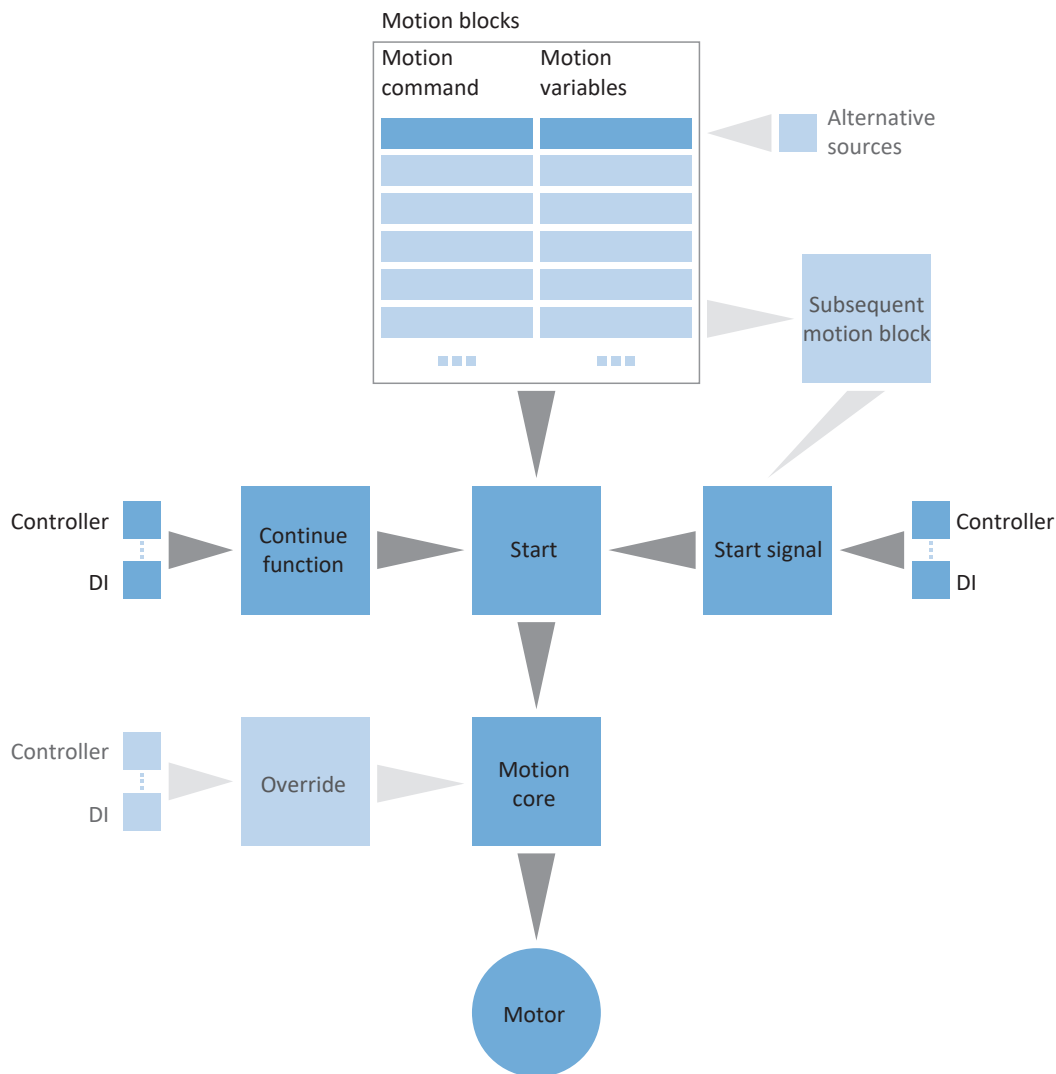 Motion blocks
Motion
command
Motion
variables
Alternative
sources
Subsequent
motion block
Controller
DI
Continue
function
Start
Start signal
Controller
DI
Controller
DI
Override
Motion
core
Motor